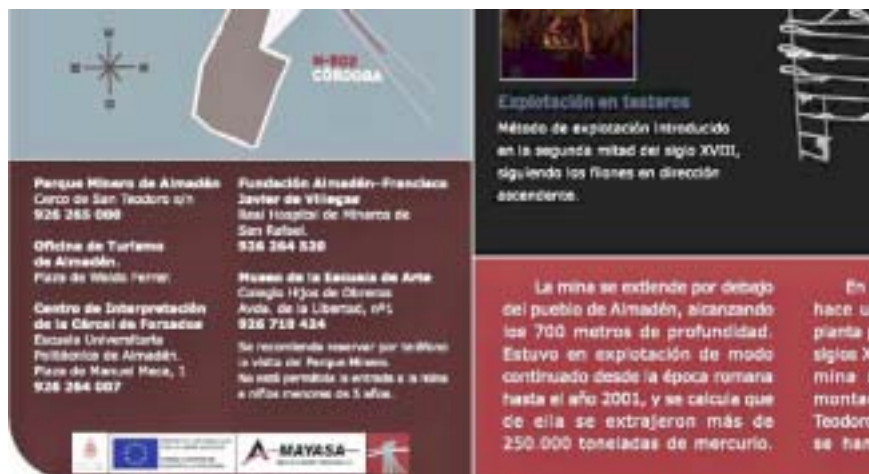 N-502
CÓRDOBA
Parque Minero de Almadén
Cerco de San Teodoro s/n
926 265 000
Oficina de Turismo
de Almadén.
Plaza de Waldo Ferrer.
Centro de Interpretación
de la Cárcel de Forzados
Escuela Universitaria
Politécnica de Almadén.
Plaza de Manuel Meca, 1
926 264 007
Fundación Almadén-Francisco
Javier de Villegas
Real Hospital de Mineros de
San Rafael.
926 264 520
Museo de la Escuela de Arte
Colegio Hijos de Obreros
Avda. de la Libertad, nº1
926 710 424
Se recomienda reservar por teléfono
la visita del Parque Minero.
No está permitida la entrada a la mina
a niños menores de 5 años.
MAYASA
Explotación en testeros
Método de explotación introducido
en la segunda mitad del siglo XVIII,
siguiendo los filones en dirección
ascendente.
La mina se extiende por debajo
del pueblo de Almadén, alcanzando
los 700 metros de profundidad.
Estuvo en explotación de modo
continuado desde la época romana
hasta el año 2001, y se calcula que
de ella se extrajeron más de
250.000 toneladas de mercurio.
En
hace u
planta
siglos X
mina
monta
Teodor
se han